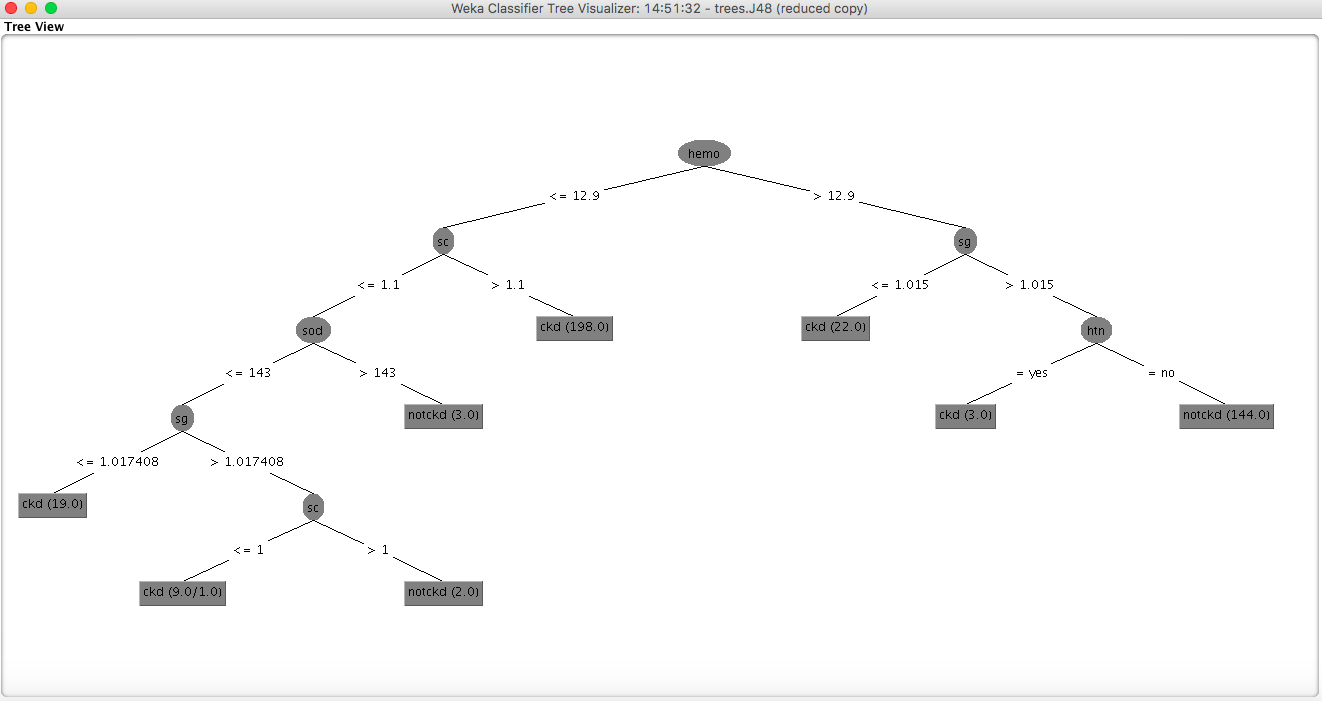 Weka Classifier Tree Visualizer: 14:51:32 - trees.J48 (reduced copy)
Tree View
hemo
<= 12.9
> 12.9
sc
sg
<= 1.1
> 1.1
<= 1.015
> 1.015
sod
ckd (198.0)
ckd (22.0)
htn
<= 143
> 143
= yes
= no
sg
notckd (3.0)
ckd (3.0)
notckd (144.0)
<= 1.017408
> 1.017408
ckd (19.0)
sc
<= 1
> 1
ckd (9.0/1.0)
notckd (2.0)